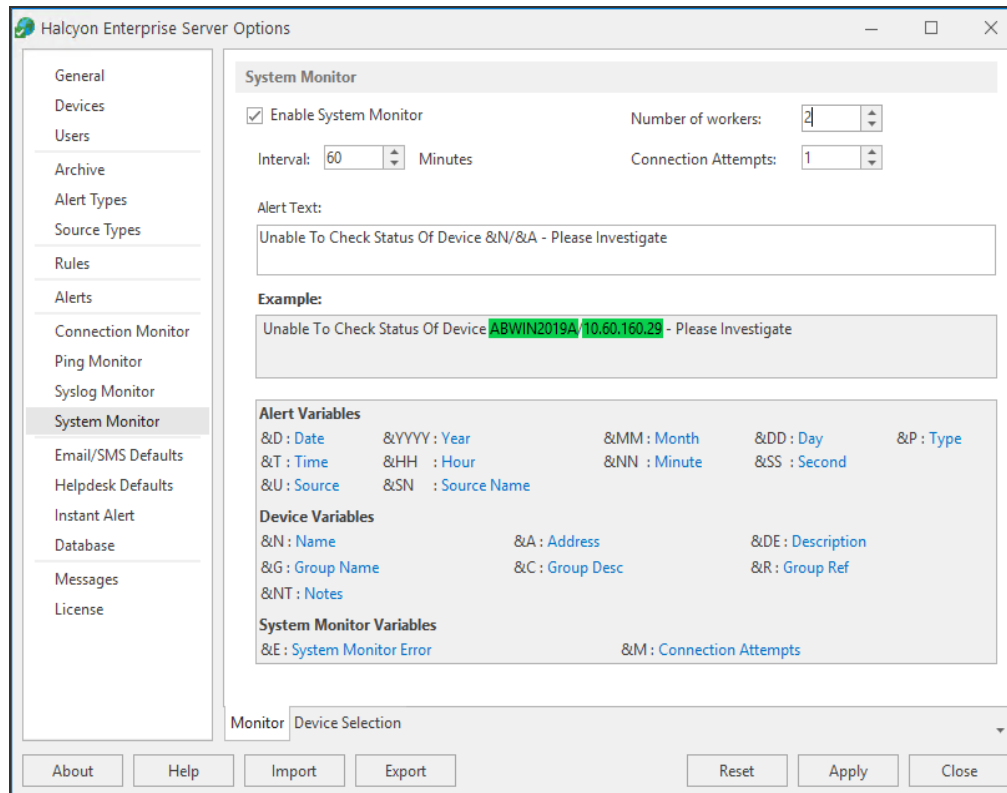 Halcyon Enterprise Server Options
General
Devices
Users
Archive
Alert Types
Source Types
Rules
Alerts
Connection Monitor
Ping Monitor
Syslog Monitor
System Monitor
Email/SMS Defaults
Helpdesk Defaults
Instant Alert
Database
Messages
License
System Monitor
Enable System Monitor
Number of workers: 2
Interval: 60 Minutes
Connection Attempts: 1
Alert Text:
Unable To Check Status Of Device &N/&A - Please Investigate
Example:
Unable To Check Status Of Device ABWIN2019A/10.60.160.29 - Please Investigate
Alert Variables
&D : Date &YYYY : Year &MM : Month &DD : Day &P : Type
&T : Time &HH : Hour &NN : Minute &SS : Second
&U : Source &SN : Source Name
Device Variables
&N : Name &A : Address &DE : Description
&G : Group Name &C : Group Desc &R : Group Ref
&NT : Notes
System Monitor Variables
&E : System Monitor Error &M : Connection Attempts
Monitor Device Selection
About Help Import Export Reset Apply Close